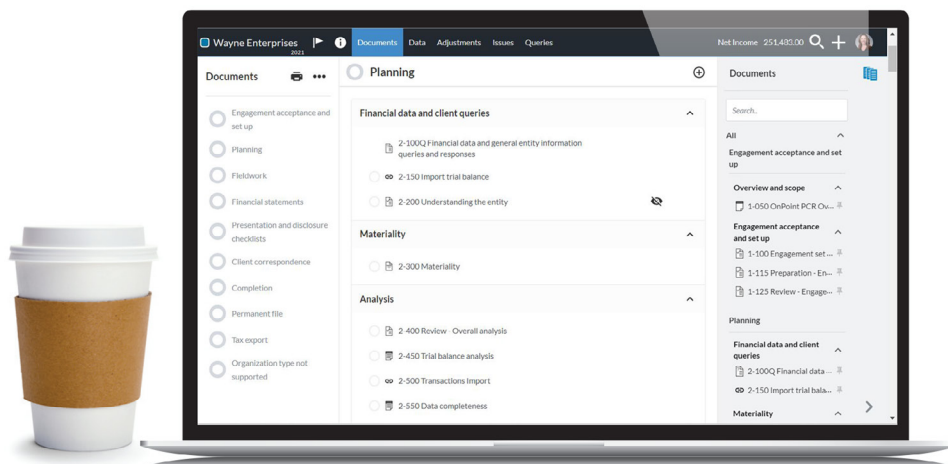 Wayne Enterprises
2021
Documents Data Adjustments Issues Queries
Net Income 251,483.00
Documents
Engagement acceptance and
set up
Planning
Fieldwork
Financial statements
Presentation and disclosure
checklists
Client correspondence
Completion
Permanent file
Tax export
Organization type not
supported
Planning
Financial data and client queries
2-100Q Financial data and general entity information
queries and responses
2-150 Import trial balance
2-200 Understanding the entity
Materiality
2-300 Materiality
Analysis
2-400 Review - Overall analysis
2-450 Trial balance analysis
2-500 Transactions Import
2-550 Data completeness
Documents
Search..
All
Engagement acceptance and set
up
Overview and scope
1-050 OnPoint PCR Ov...
Engagement acceptance
and set up
1-100 Engagement set ...
1-115 Preparation - En...
1-125 Review - Engage...
Planning
Financial data and client
queries
2-100Q Financial data ...
2-150 Import trial bala...
Materiality